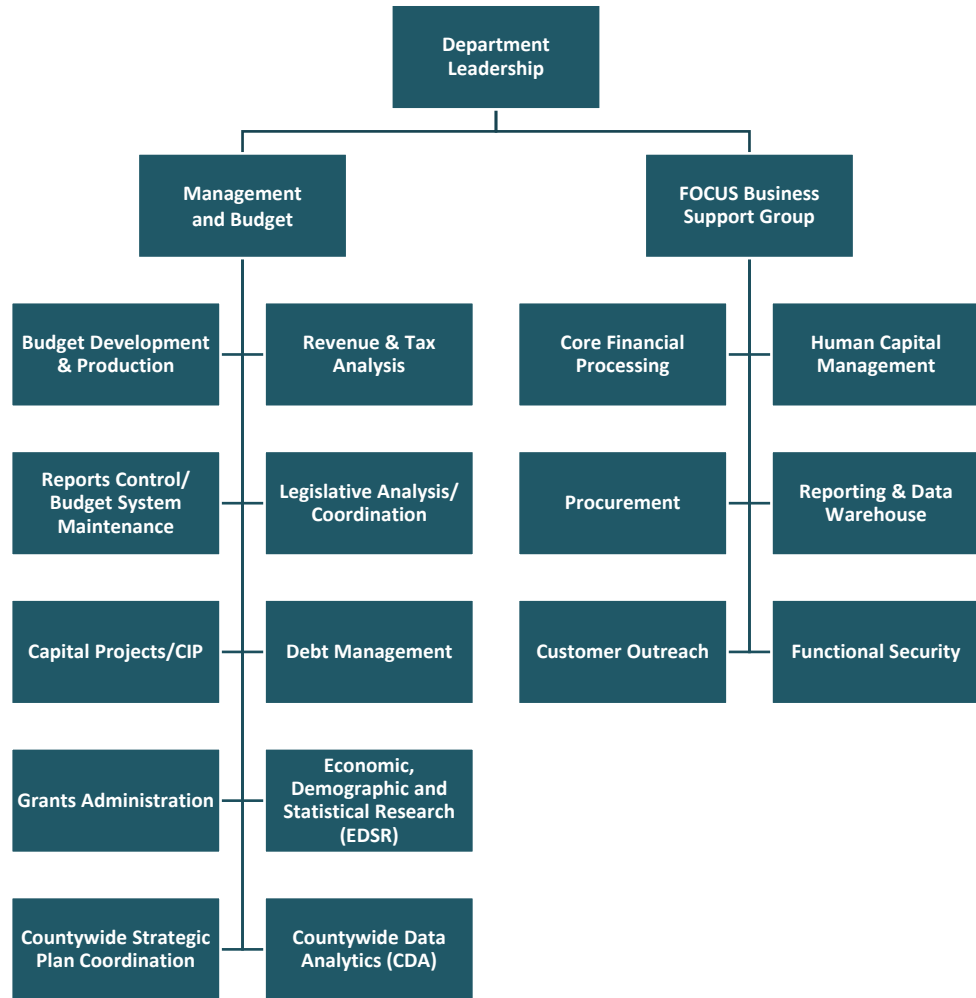 Department
Leadership
Management
and Budget
FOCUS Business
Support Group
Budget Development
& Production
Revenue & Tax
Analysis
Core Financial
Processing
Human Capital
Management
Reports Control/
Budget System
Maintenance
Legislative Analysis/
Coordination
Procurement
Reporting & Data
Warehouse
Capital Projects/CIP
Debt Management
Customer Outreach
Functional Security
Grants Administration
Economic,
Demographic and
Statistical Research
(EDSR)
Countywide Strategic
Plan Coordination
Countywide Data
Analytics (CDA)